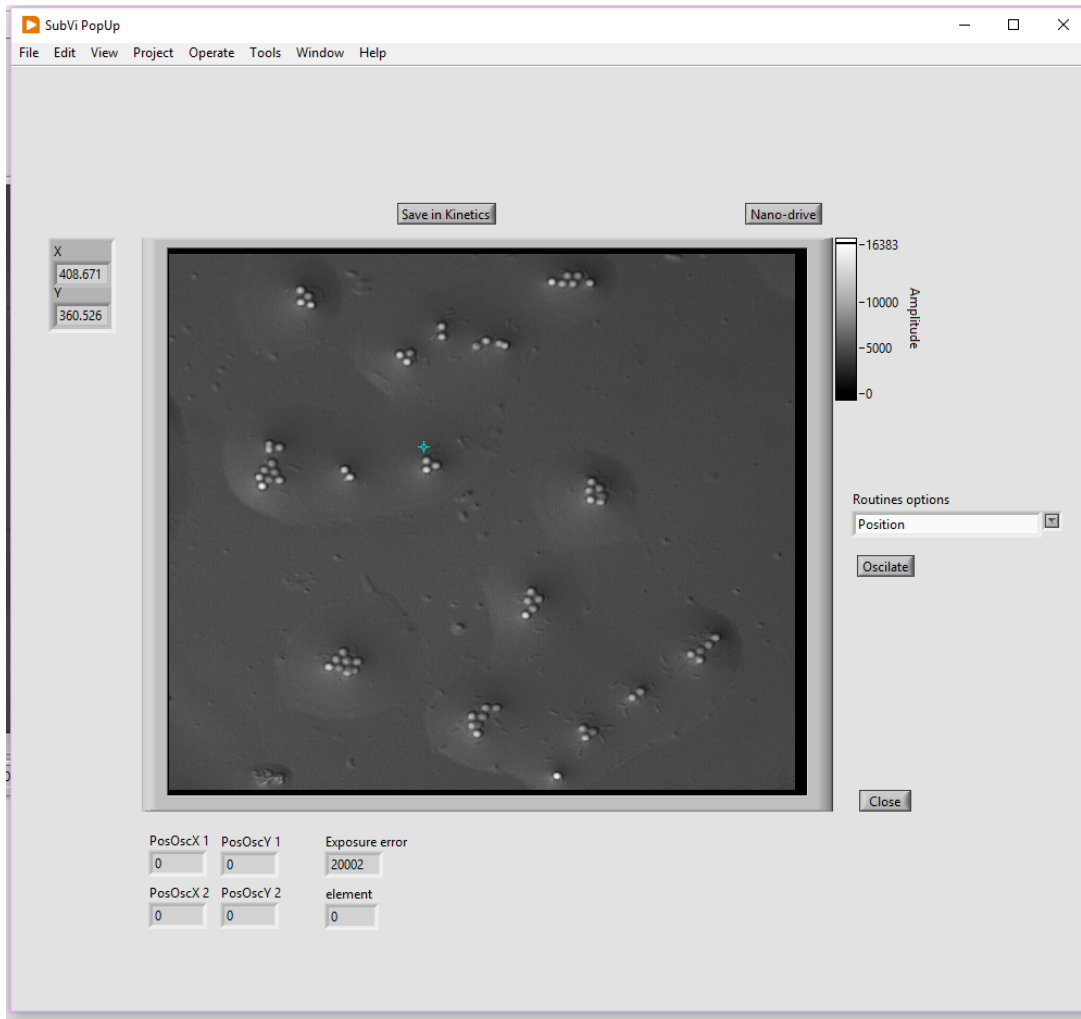 SubVi PopUp
File Edit View Project Operate Tools Window Help
Save in Kinetics
Nano-drive
X
408.671
Y
360.526
16383
10000
5000
0
Amplitude
Routines options
Position
Oscilate
Close
PosOscX 1 PosOscY 1 Exposure error
0 0 20002
PosOscX 2 PosOscY 2 element
0 0 0